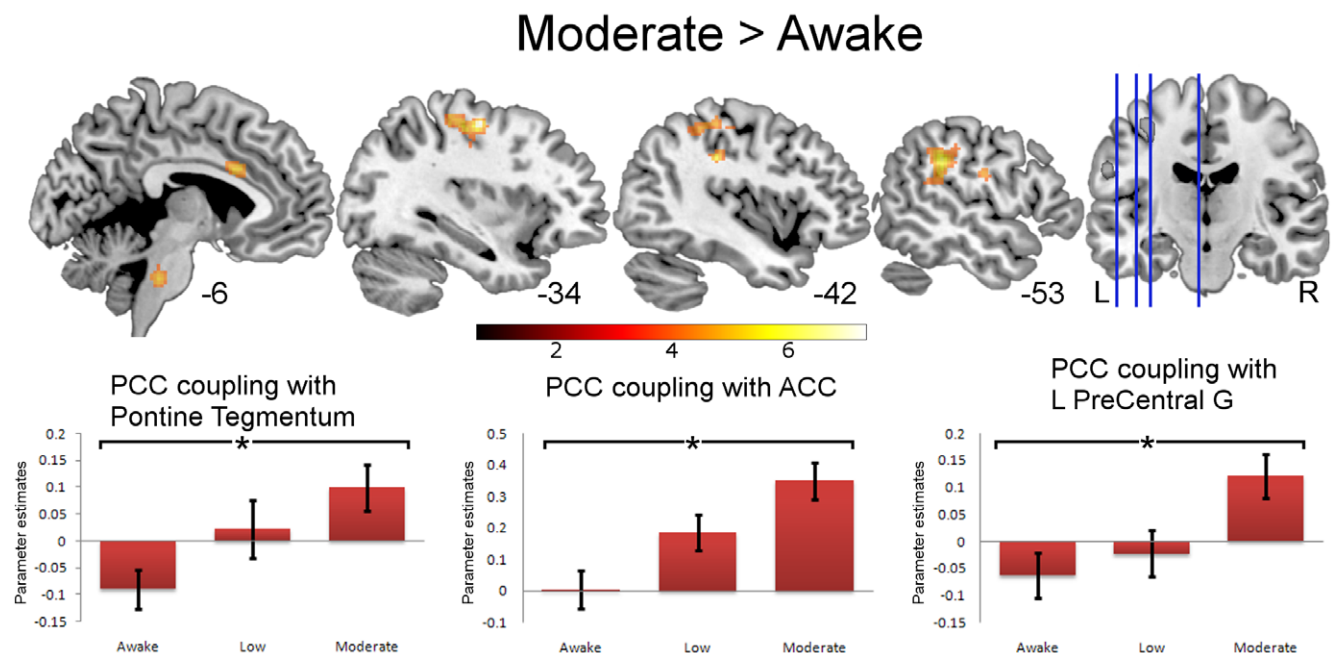 Moderate > Awake
-6
-34
-42
-53
L
R
2 4 6
PCC coupling with
Pontine Tegmentum
*
Parameter estimates
0.2
0.15
0.1
0.05
0
-0.05
-0.1
-0.15
Awake Low Moderate
PCC coupling with ACC
*
Parameter estimates
0.5
0.4
0.3
0.2
0.1
0
-0.1
Awake Low Moderate
PCC coupling with
L PreCentral G
*
Parameter estimates
0.2
0.15
0.1
0.05
0
-0.05
-0.1
-0.15
Awake Low Moderate